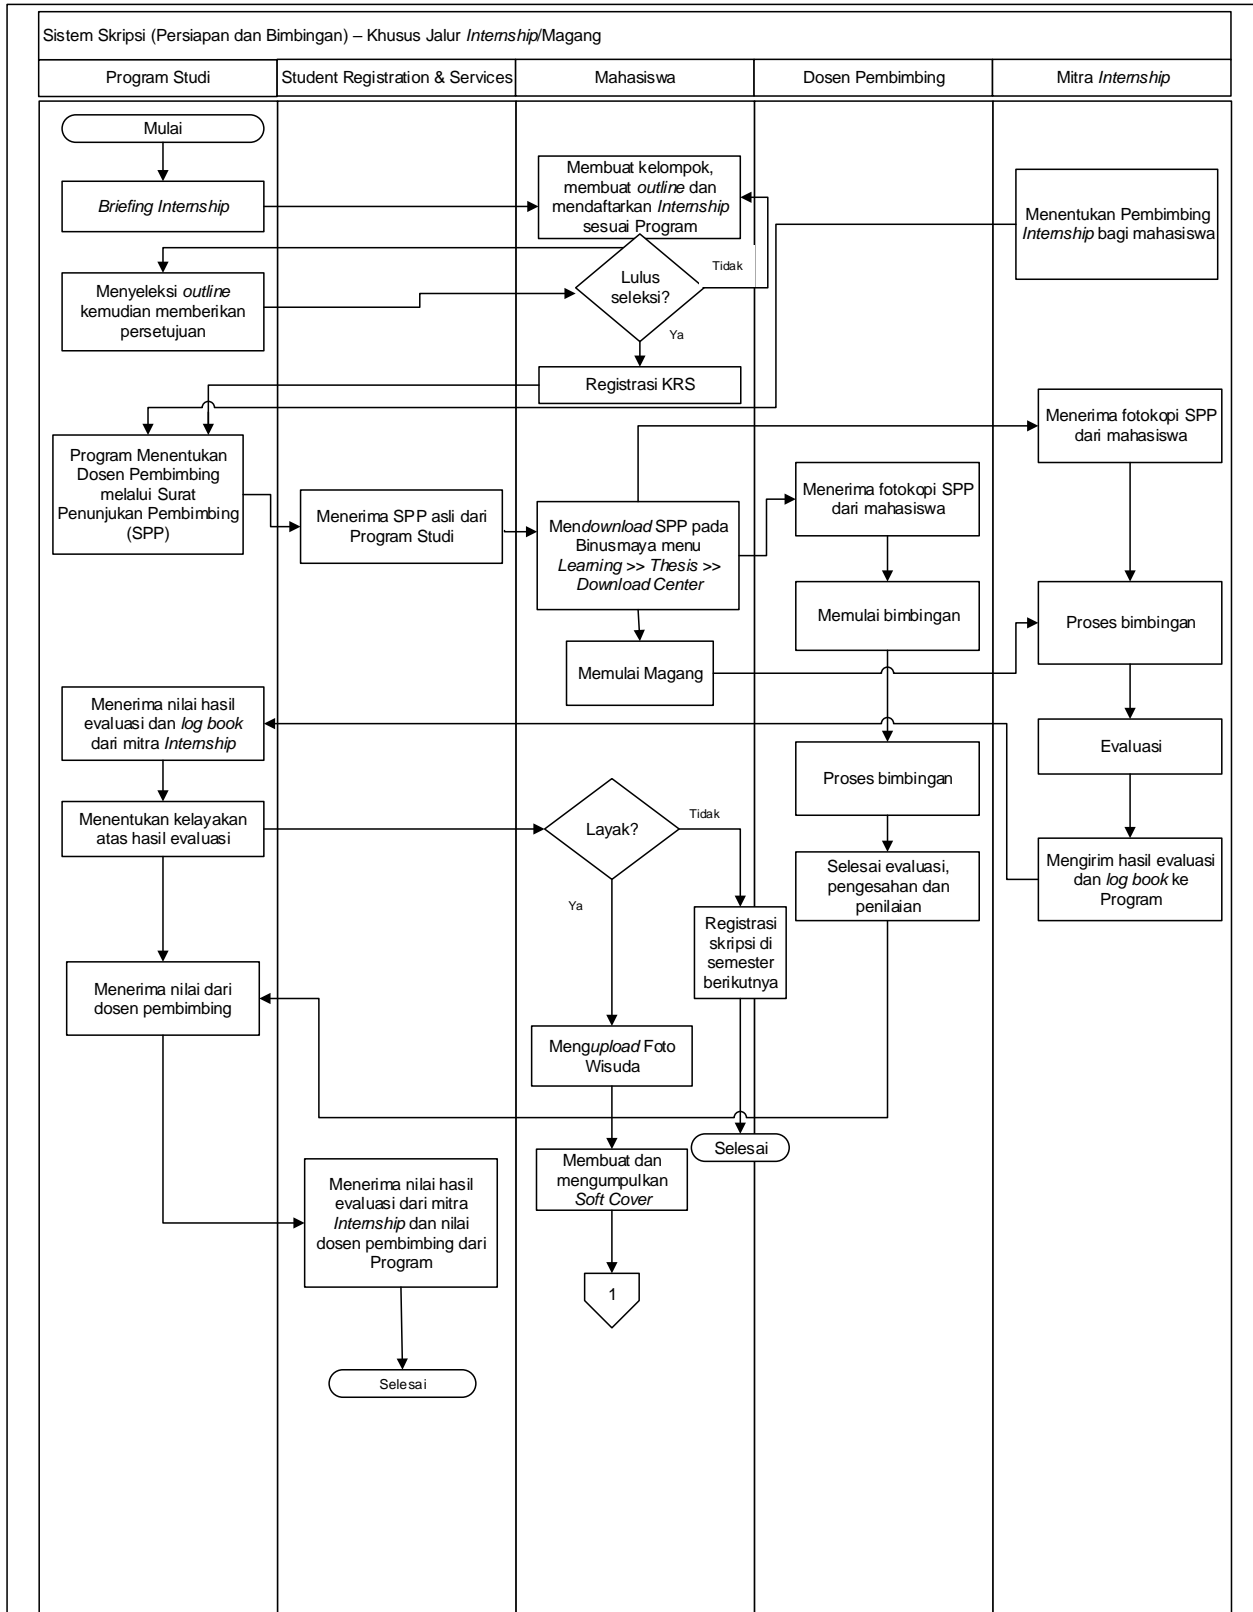 Sistem Skripsi (Persiapan dan Bimbingan) – Khusus Jalur Internship/Magang
Program Studi
Student Registration & Services
Mahasiswa
Dosen Pembimbing
Mitra Internship
Mulai
Briefing Internship
Membuat kelompok,
membuat outline dan
mendaftarkan Internship
sesuai Program
Menentukan Pembimbing
Internship bagi mahasiswa
Menyeleksi outline
kemudian memberikan
persetujuan
Lulus
seleksi?
Tidak
Ya
Registrasi KRS
Program Menentukan
Dosen Pembimbing
melalui Surat
Penunjukan Pembimbing
(SPP)
Menerima SPP asli dari
Program Studi
Mendownload SPP pada
Binusmaya menu
Learning >> Thesis >>
Download Center
Menerima fotokopi SPP
dari mahasiswa
Menerima fotokopi SPP
dari mahasiswa
Memulai bimbingan
Proses bimbingan
Memulai Magang
Menerima nilai hasil
evaluasi dan log book
dari mitra Internship
Evaluasi
Proses bimbingan
Menentukan kelayakan
atas hasil evaluasi
Layak?
Tidak
Ya
Selesai evaluasi,
pengesahan dan
penilaian
Mengirim hasil evaluasi
dan log book ke
Program
Registrasi
skripsi di
semester
berikutnya
Menerima nilai dari
dosen pembimbing
Mengupload Foto
Wisuda
Selesai
Membuat dan
mengumpulkan
Soft Cover
Menerima nilai hasil
evaluasi dari mitra
Internship dan nilai
dosen pembimbing dari
Program
1
Selesai